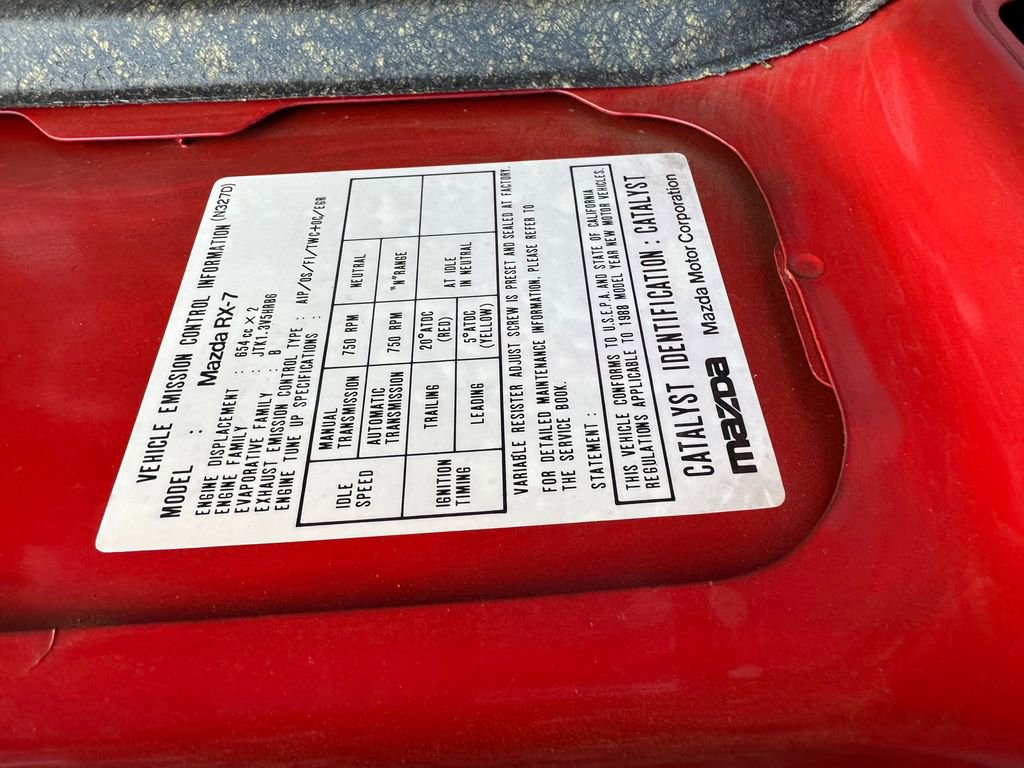 VEHICLE EMISSION CONTROL INFORMATION (N327D)
MODEL : Mazda RX-7
ENGINE DISPLACEMENT : 654 cc × 2
ENGINE FAMILY : JTK1.3V5HRB6
EVAPORATIVE FAMILY : B
EXHAUST EMISSION CONTROL TYPE : AIP/OS/FI/TWC+OC/EGR
ENGINE TUNE UP SPECIFICATIONS :
IDLE SPEED MANUAL TRANSMISSION 750 RPM NEUTRAL
AUTOMATIC TRANSMISSION 750 RPM "N" RANGE
IGNITION TIMING TRAILING 20° ATDC (RED) AT IDLE IN NEUTRAL
LEADING 5° ATDC (YELLOW)
VARIABLE RESISTER ADJUST SCREW IS PRESET AND SEALED AT FACTORY.
FOR DETAILED MAINTENANCE INFORMATION, PLEASE REFER TO
THE SERVICE BOOK.
STATEMENT :
THIS VEHICLE CONFORMS TO U.S.E.P.A. AND STATE OF CALIFORNIA
REGULATIONS APPLICABLE TO 1988 MODEL YEAR NEW MOTOR VEHICLES.
CATALYST IDENTIFICATION : CATALYST
mazda Mazda Motor Corporation